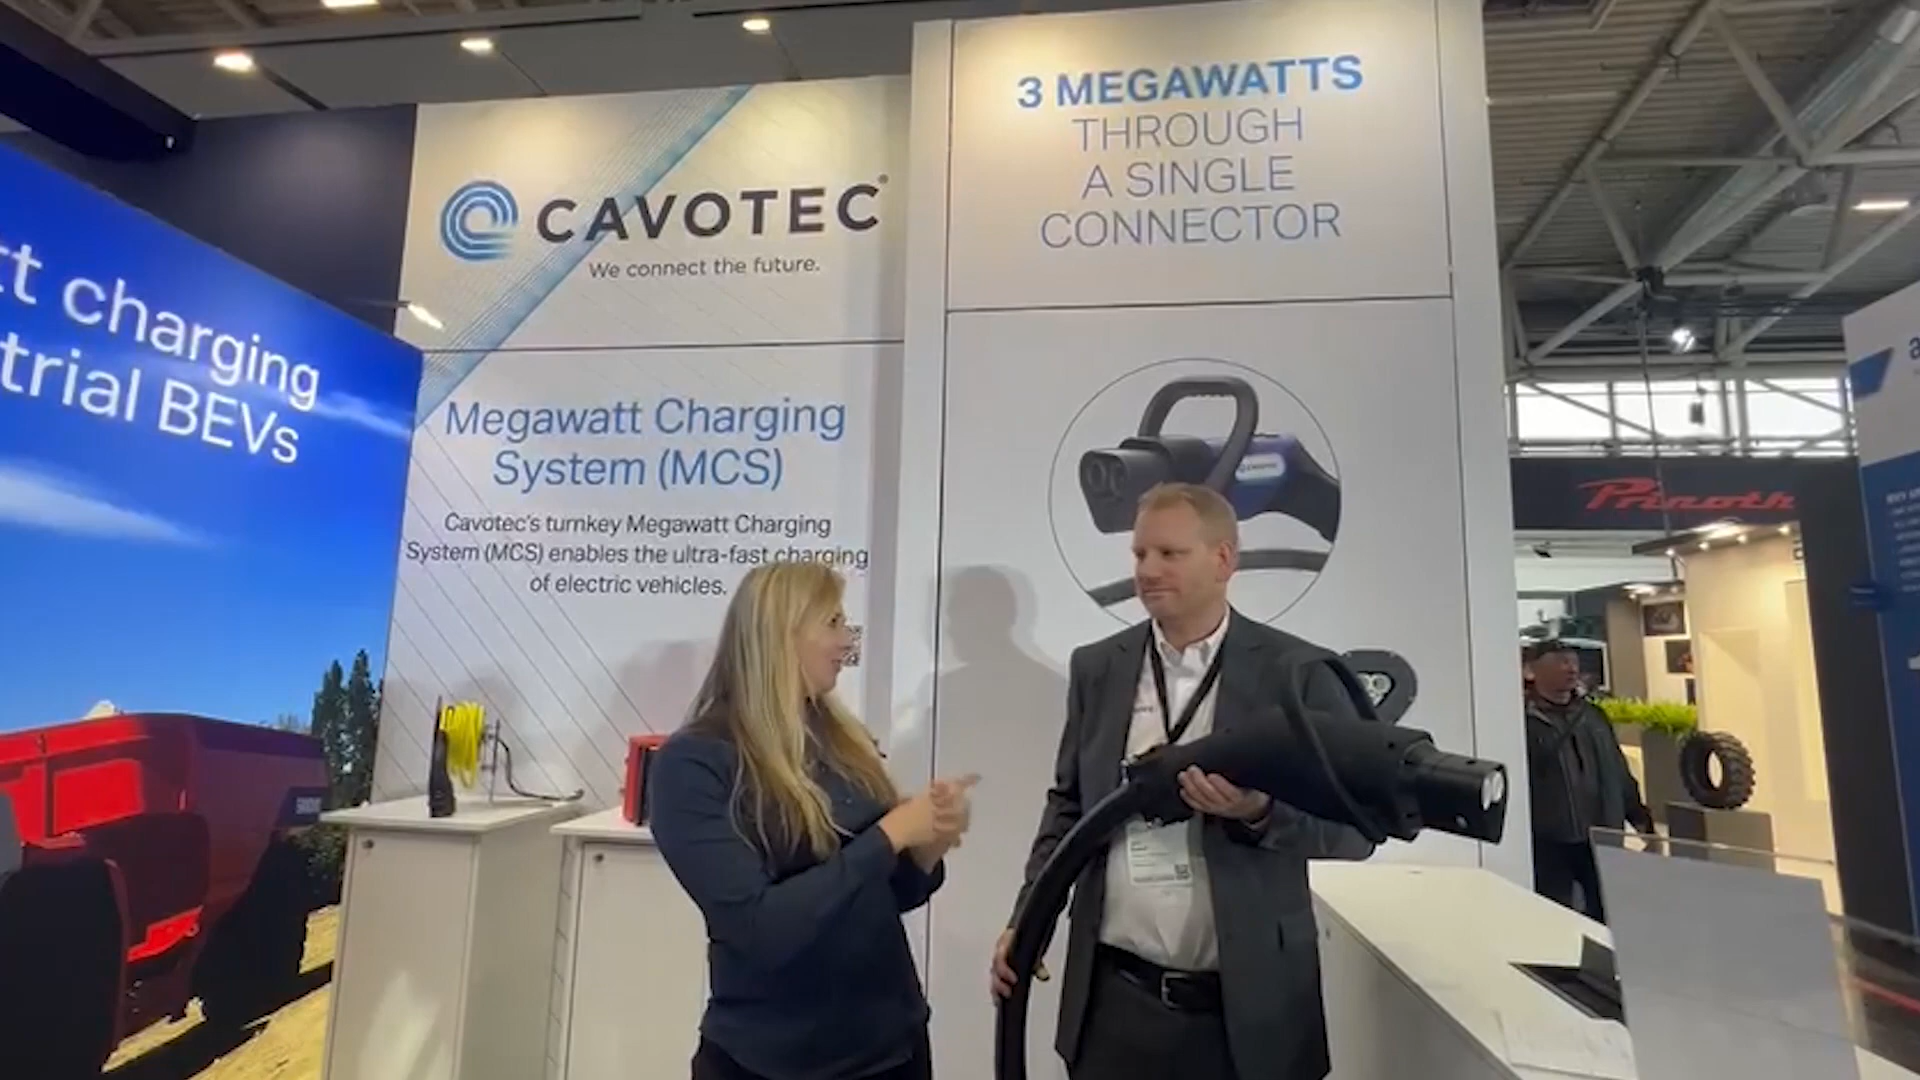 charging
trial BEVs
CAVOTEC
We connect the future.
Megawatt Charging
System (MCS)
Cavotec's turnkey Megawatt Charging
System (MCS) enables the ultra-fast charging
of electric vehicles.
3 MEGAWATTS
THROUGH
A SINGLE
CONNECTOR
Prinoth